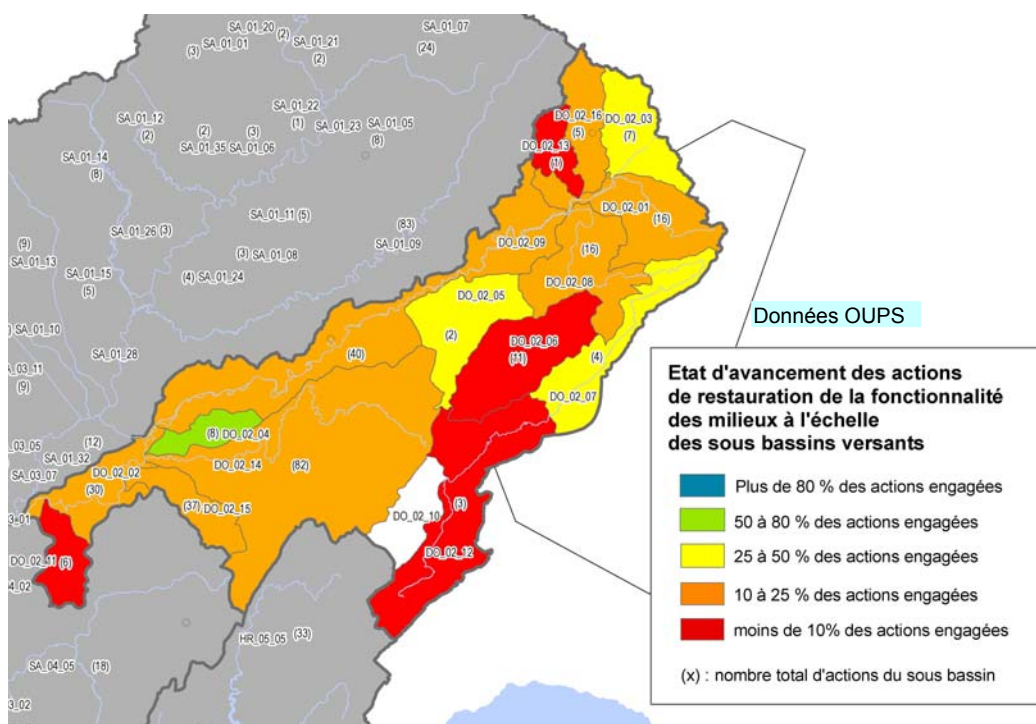 SA_01_20
(2)
SA_01_07
(3)
SA_01_01
SA_01_21
(2)
(24)
SA_01_22
(1)
SA_01_12
(2)
(2)
(3)
SA_01_35
SA_01_06
SA_01_23
SA_01_05
(8)
SA_01_14
(8)
DO_02_16
(5)
DO_02_03
(7)
DO_02_13
(1)
SA_01_11
(5)
SA_01_26
(3)
(83)
SA_01_09
DO_02_01
(16)
(9)
SA_01_13
(3)
SA_01_08
(4)
SA_01_24
SA_01_15
(5)
DO_02_09
(16)
DO_02_08
DO_02_05
SA_01_10
(2)
DO_02_06
(11)
(4)
Données OUPS
SA_01_28
(40)
A_03_11
(9)
DO_02_07
(8)
DO_02_04
(12)
_03_05
SA_01_32
SA_03_07
DO_02_02
(30)
DO_02_14
(82)
(37)
DO_02_15
(3)
DO_02_10
3_01
DO_02_11
(6)
DO_02_12
4_02
HR_05_05
(33)
SA_04_05
(18)
3_02
Etat d'avancement des actions
de restauration de la fonctionnalité
des milieux à l'échelle
des sous bassins versants
Plus de 80 % des actions engagées
50 à 80 % des actions engagées
25 à 50 % des actions engagées
10 à 25 % des actions engagées
moins de 10% des actions engagées
(x) : nombre total d'actions du sous bassin